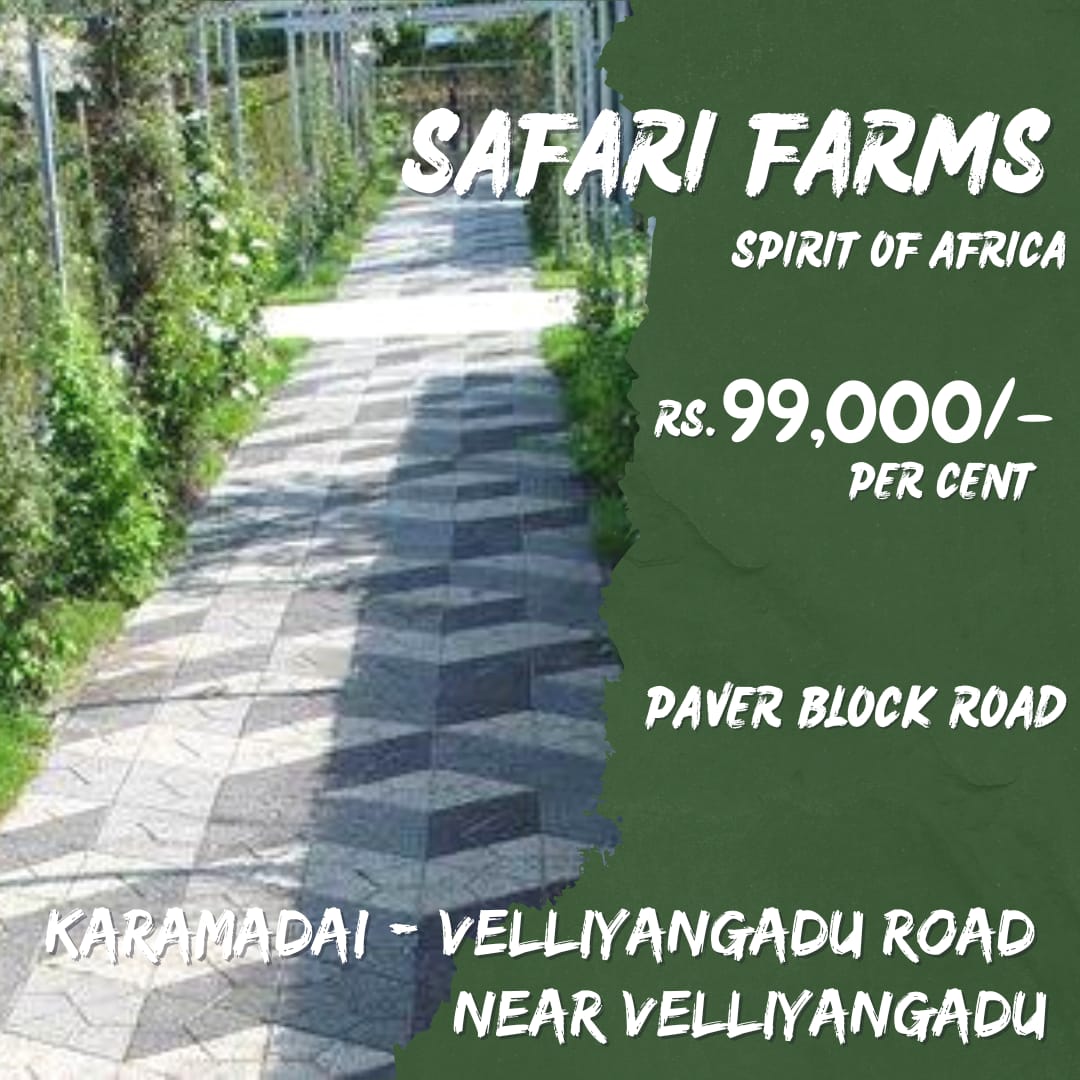 SAFARI FARMS
SPIRIT OF AFRICA
RS. 99,000/-
PER CENT
PAVER BLOCK ROAD
KARAMADAI - VELLIYANGADU ROAD
NEAR VELLIYANGADU